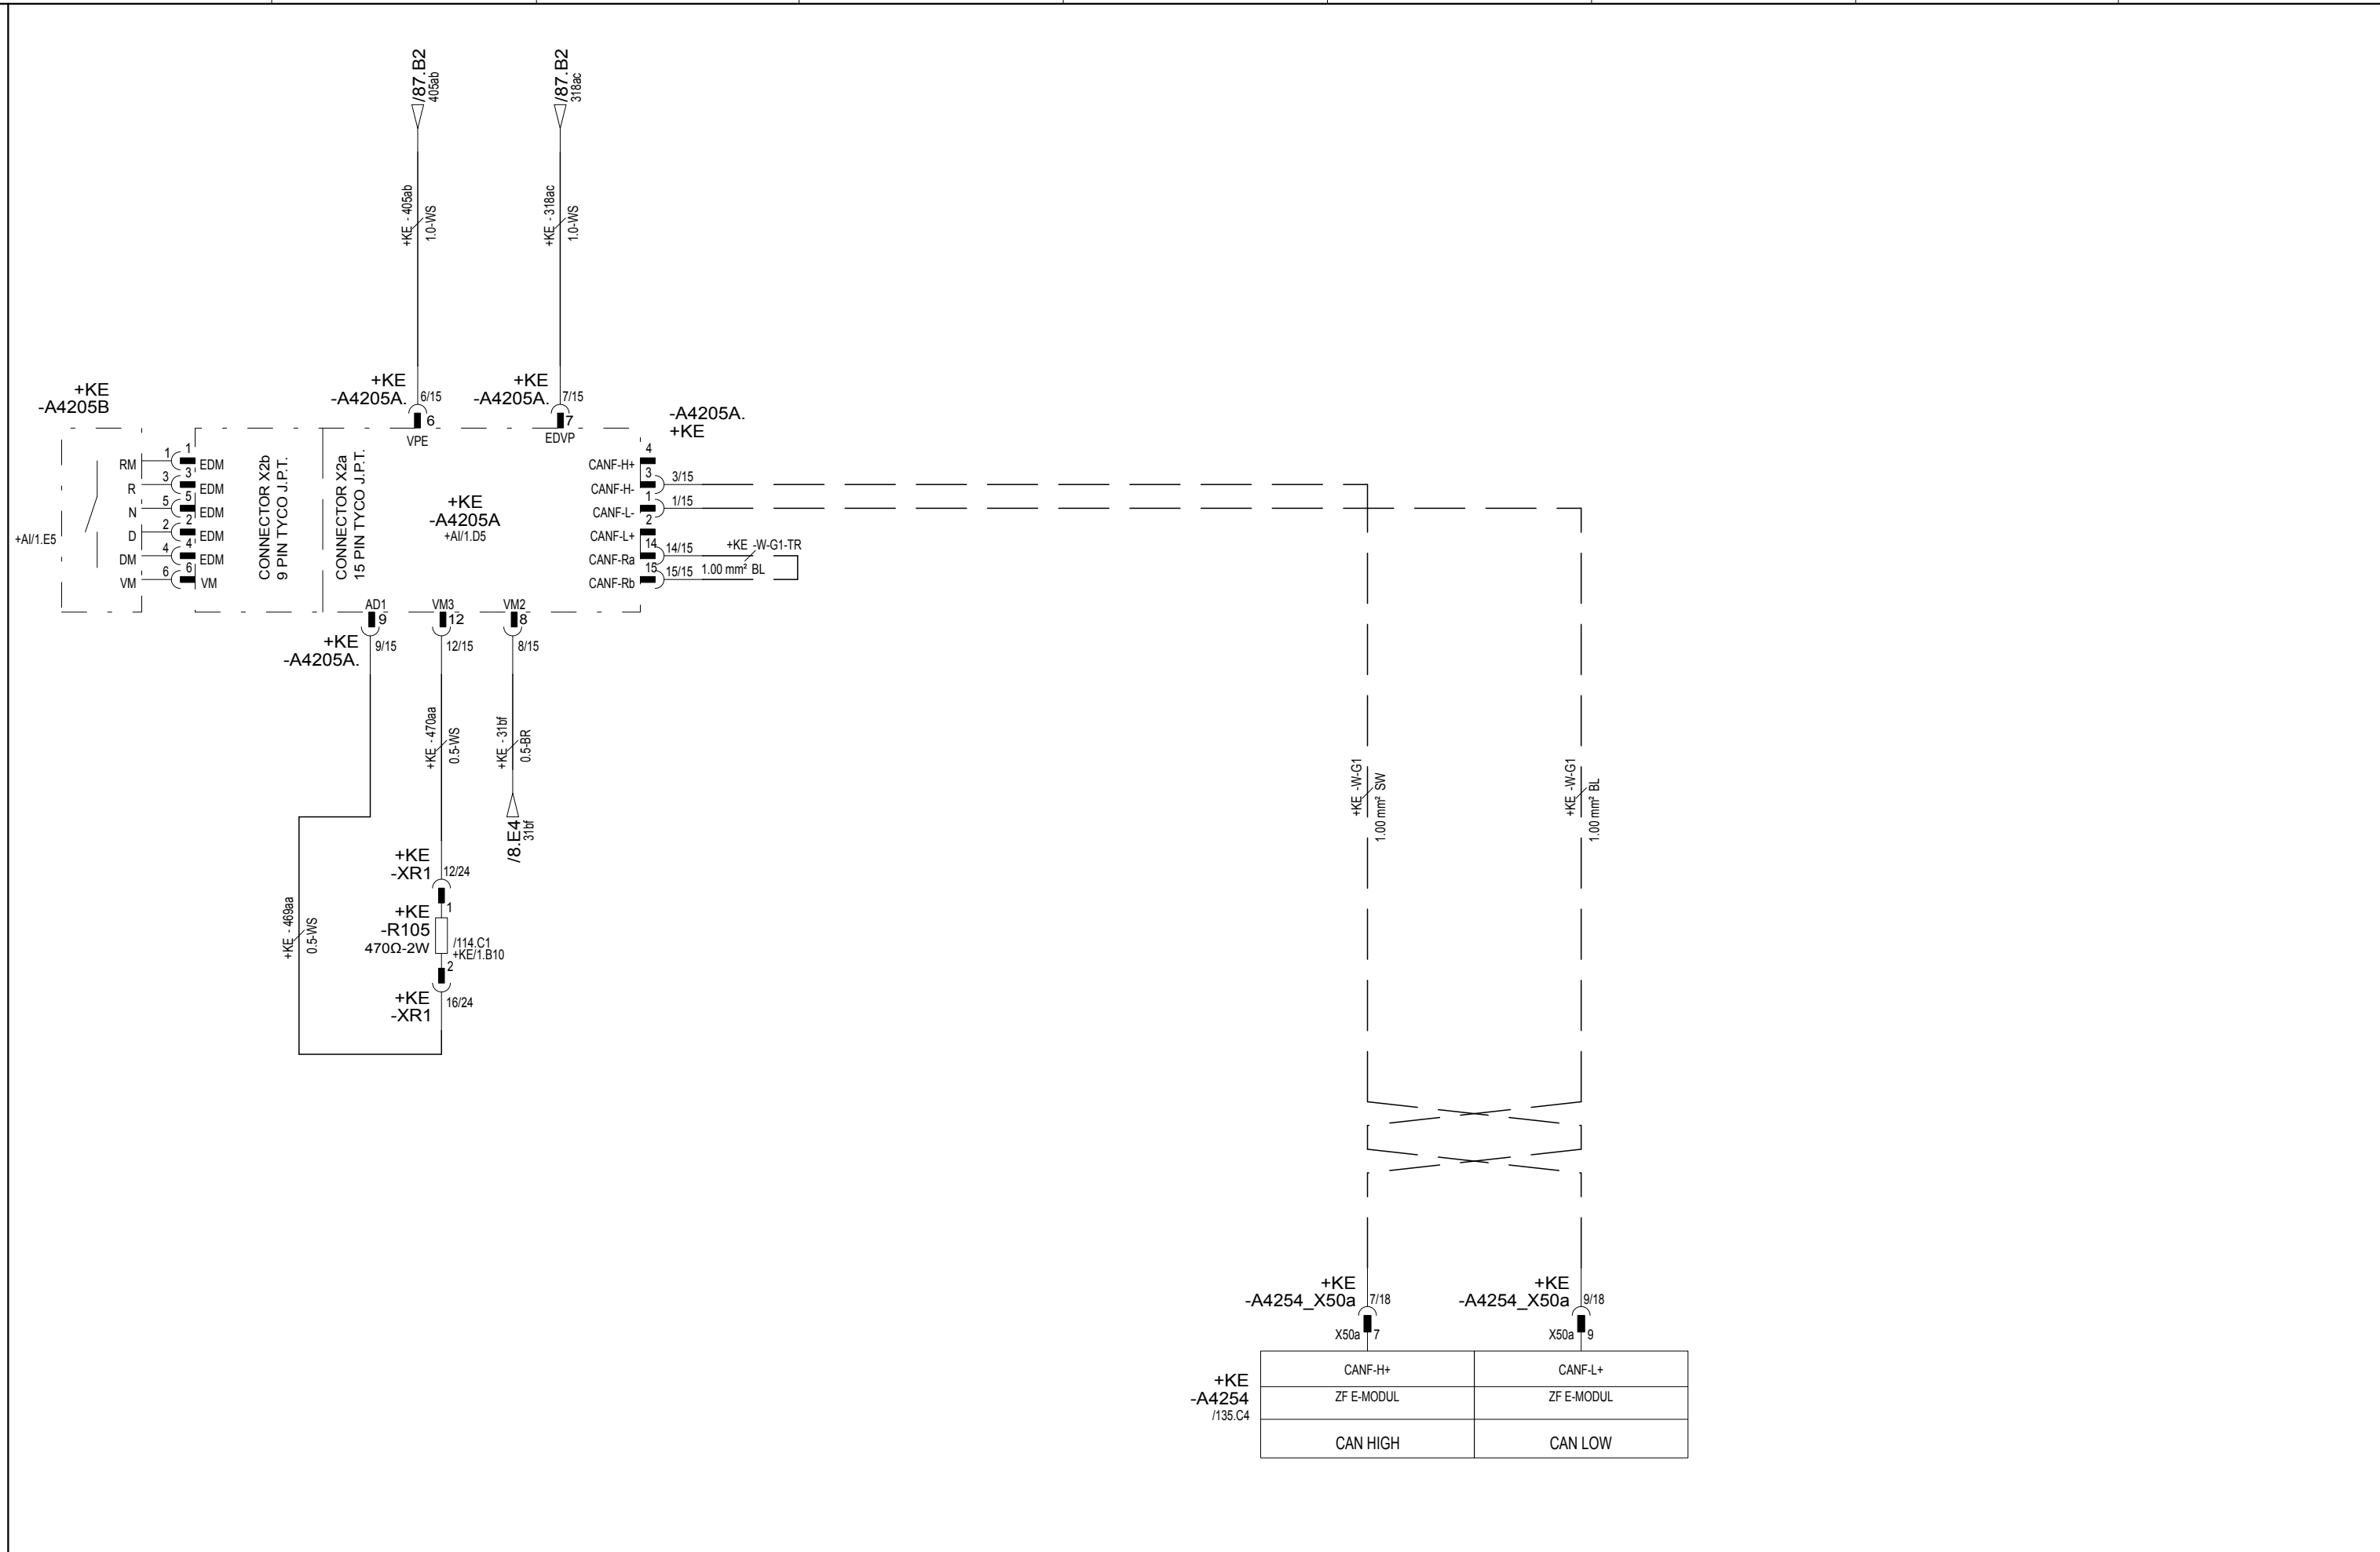 /87.B2
405ab
/87.B2
318ac
+KE - 405ab
1.0-WS
+KE - 318ac
1.0-WS
+KE
-A4205B
+KE
-A4205A.
6/15
6
VPE
+KE
-A4205A.
7/15
7
EDVP
-A4205A.
+KE
+AI/1.E5
RM 1 1 EDM
R 3 3 EDM
N 5 5 EDM
D 2 2 EDM
DM 4 4 EDM
VM 6 6 VM
CONNECTOR X2b
9 PIN TYCO J.P.T.
CONNECTOR X2a
15 PIN TYCO J.P.T.
+KE
-A4205A
+AI/1.D5
CANF-H+ 4
CANF-H- 3 3/15
CANF-L- 1 1/15
CANF-L+ 2
CANF-Ra 14 14/15
CANF-Rb 15 15/15
+KE -W-G1-TR
1.00 mm² BL
AD1
9
VM3
12
VM2
8
+KE
-A4205A.
9/15
12/15
8/15
+KE - 470aa
0.5-WS
+KE - 31bf
0.5-BR
/8.E4
31bf
+KE -W-G1
1.00 mm² SW
+KE -W-G1
1.00 mm² BL
+KE
-XR1
12/24
1
+KE
-R105
470Ω-2W
/114.C1
+KE/1.B10
2
+KE
-XR1
16/24
+KE - 469aa
0.5-WS
+KE
-A4254_X50a
7/18
X50a 7
+KE
-A4254_X50a
9/18
X50a 9
+KE
-A4254
/135.C4
CANF-H+ CANF-L+
ZF E-MODUL ZF E-MODUL
CAN HIGH CAN LOW